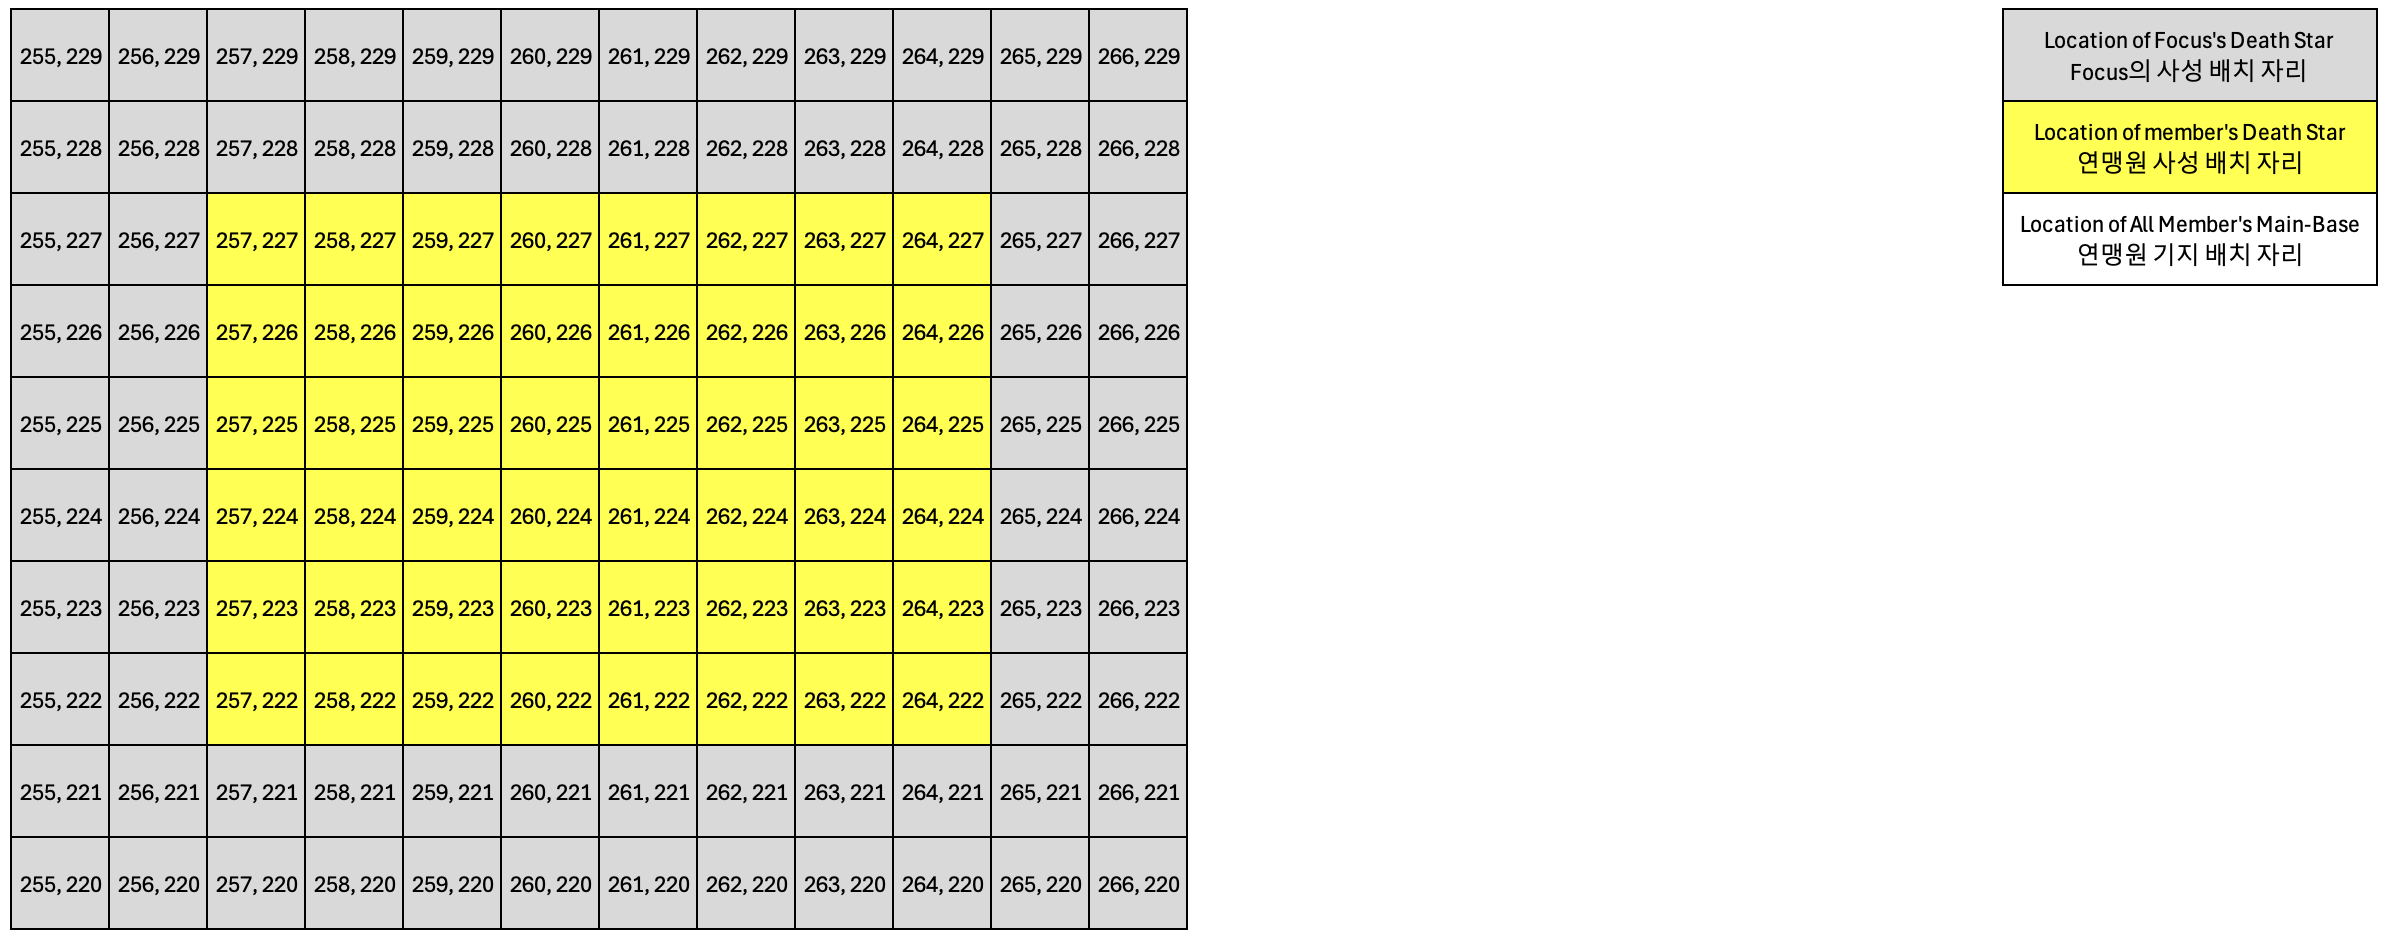 255, 229 256, 229 257, 229 258, 229 259, 229 260, 229 261, 229 262, 229 263, 229 264, 229 265, 229 266, 229
255, 228 256, 228 257, 228 258, 228 259, 228 260, 228 261, 228 262, 228 263, 228 264, 228 265, 228 266, 228
255, 227 256, 227 257, 227 258, 227 259, 227 260, 227 261, 227 262, 227 263, 227 264, 227 265, 227 266, 227
255, 226 256, 226 257, 226 258, 226 259, 226 260, 226 261, 226 262, 226 263, 226 264, 226 265, 226 266, 226
255, 225 256, 225 257, 225 258, 225 259, 225 260, 225 261, 225 262, 225 263, 225 264, 225 265, 225 266, 225
255, 224 256, 224 257, 224 258, 224 259, 224 260, 224 261, 224 262, 224 263, 224 264, 224 265, 224 266, 224
255, 223 256, 223 257, 223 258, 223 259, 223 260, 223 261, 223 262, 223 263, 223 264, 223 265, 223 266, 223
255, 222 256, 222 257, 222 258, 222 259, 222 260, 222 261, 222 262, 222 263, 222 264, 222 265, 222 266, 222
255, 221 256, 221 257, 221 258, 221 259, 221 260, 221 261, 221 262, 221 263, 221 264, 221 265, 221 266, 221
255, 220 256, 220 257, 220 258, 220 259, 220 260, 220 261, 220 262, 220 263, 220 264, 220 265, 220 266, 220
Location of Focus's Death Star
Focus의 사성 배치 자리
Location of member's Death Star
연맹원 사성 배치 자리
Location of All Member's Main-Base
연맹원 기지 배치 자리